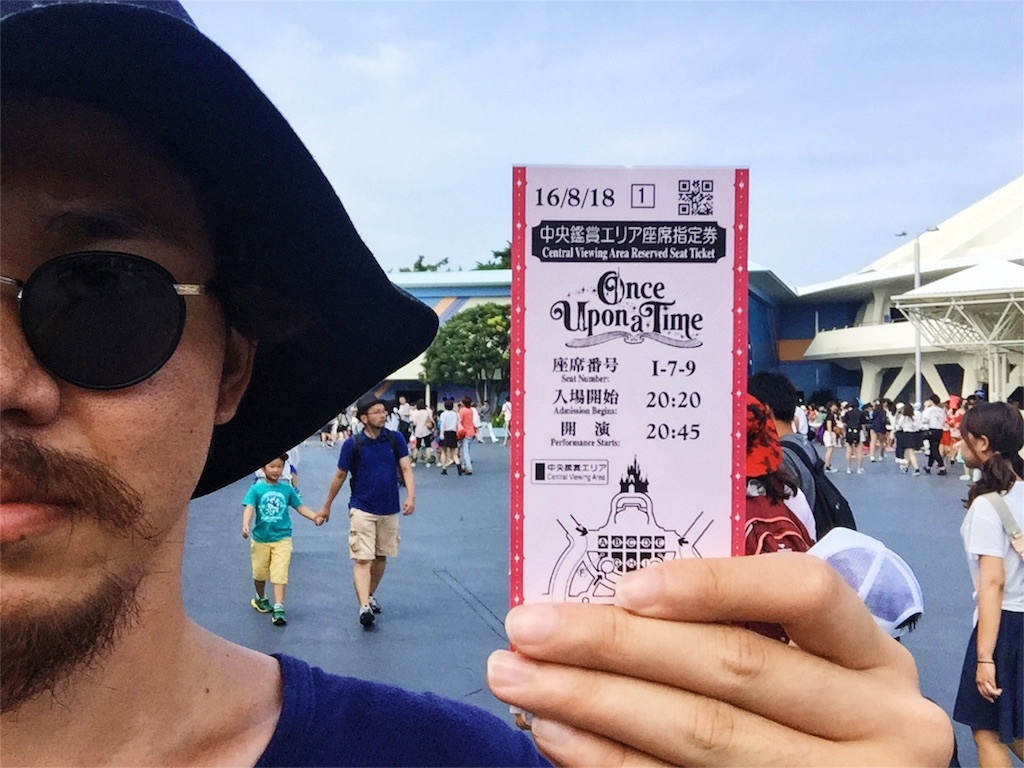 16/8/18 1
中央鑑賞エリア座席指定券
Central Viewing Area Reserved Seat Ticket
Once
Upon a Time
座席番号 I-7-9
Seat Number:
入場開始 20:20
Admission Begins:
開 演 20:45
Performance Starts:
中央鑑賞エリア
Central Viewing Area
A B C D E